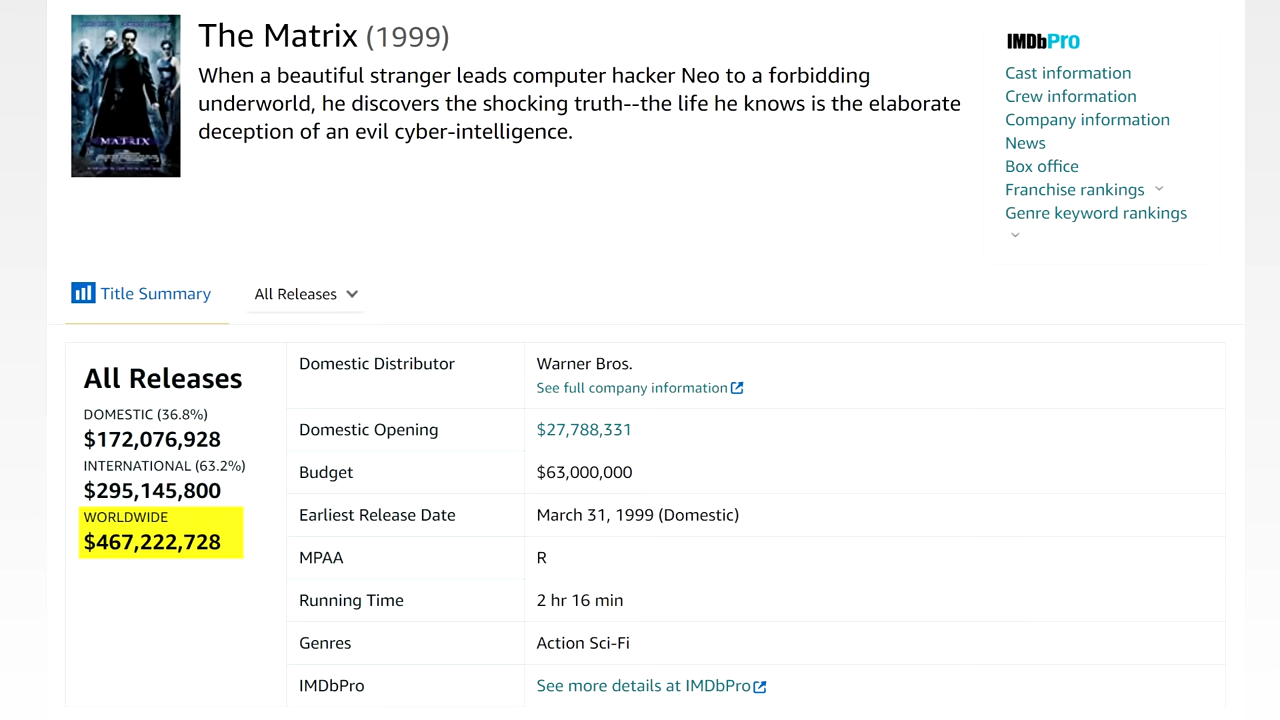 The Matrix (1999)
When a beautiful stranger leads computer hacker Neo to a forbidding
underworld, he discovers the shocking truth--the life he knows is the elaborate
deception of an evil cyber-intelligence.
MATRIX
IMDbPro
Cast information
Crew information
Company information
News
Box office
Franchise rankings
Genre keyword rankings
Title Summary
All Releases
All Releases
DOMESTIC (36.8%)
$172,076,928
INTERNATIONAL (63.2%)
$295,145,800
WORLDWIDE
$467,222,728
Domestic Distributor
Warner Bros.
See full company information
Domestic Opening
$27,788,331
Budget
$63,000,000
Earliest Release Date
March 31, 1999 (Domestic)
MPAA
R
Running Time
2 hr 16 min
Genres
Action Sci-Fi
IMDbPro
See more details at IMDbPro